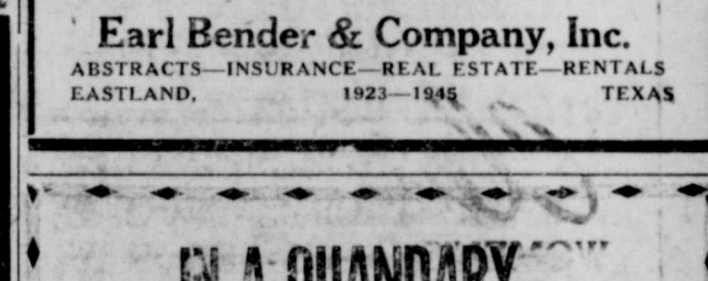 Earl Bender & Company, Inc.
ABSTRACTS—INSURANCE—REAL ESTATE—RENTALS
EASTLAND, 1923—1945 TEXAS
IN A QUANDARY